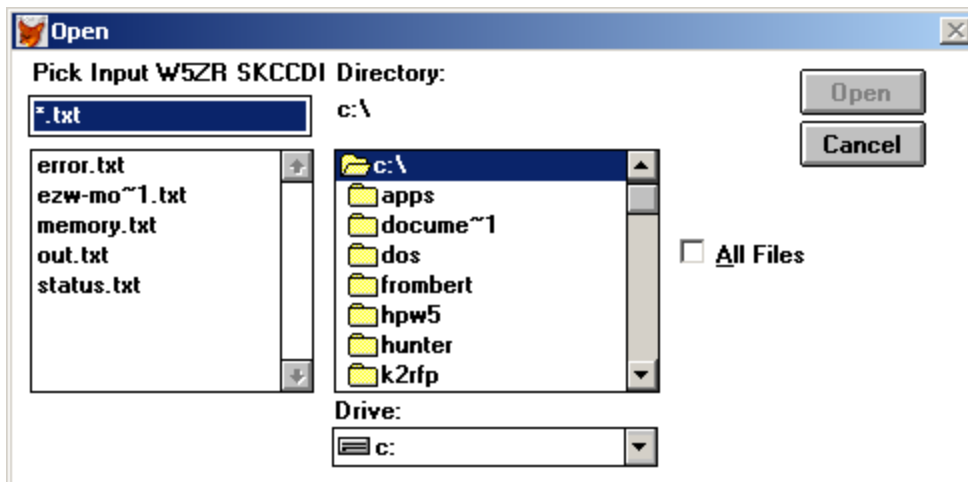 Open
Pick Input W5ZR SKCCDI Directory:
*.txt
c:\
Open
Cancel
error.txt
ezw-mo~1.txt
memory.txt
out.txt
status.txt
c:\
apps
docume~1
dos
frombert
hpw5
hunter
k2rfp
All Files
Drive:
c: